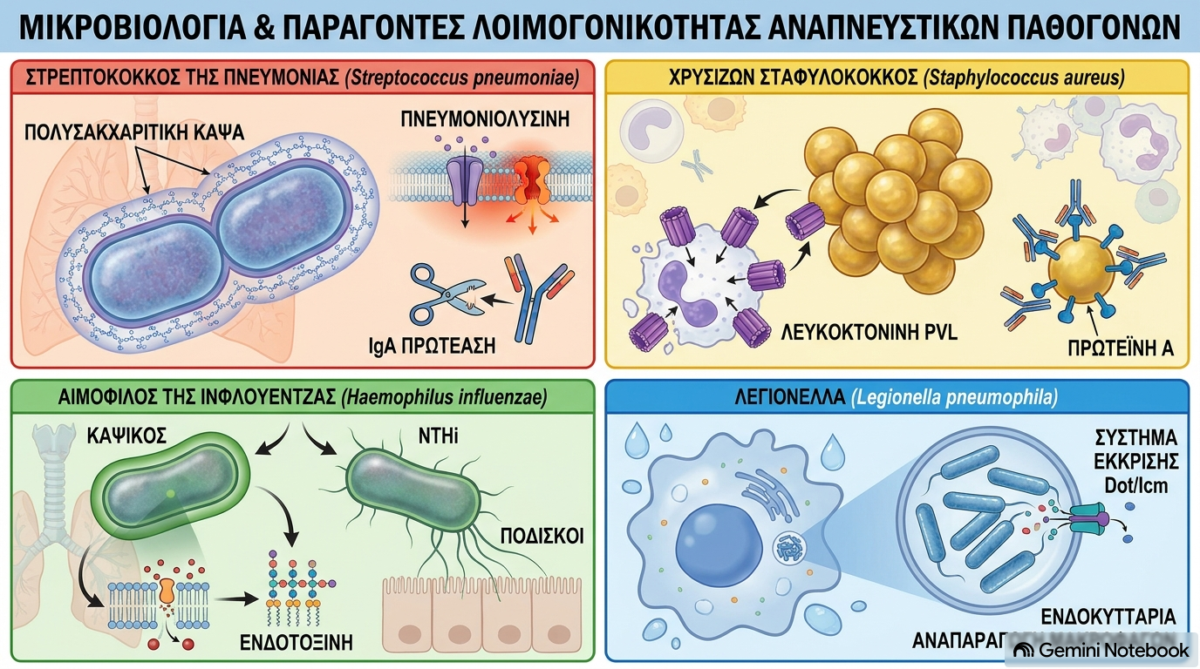 ΜΙΚΡΟΒΙΟΛΟΓΙΑ & ΠΑΡΑΓΟΝΤΕΣ ΛΟΙΜΟΓΟΝΙΚΟΤΗΤΑΣ ΑΝΑΠΝΕΥΣΤΙΚΩΝ ΠΑΘΟΓΟΝΩΝ
ΣΤΡΕΠΤΟΚΟΚΚΟΣ ΤΗΣ ΠΝΕΥΜΟΝΙΑΣ (Streptococcus pneumoniae)
ΠΟΛΥΣΑΚΧΑΡΙΤΙΚΗ ΚΑΨΑ
ΠΝΕΥΜΟΝΙΟΛΥΣΙΝΗ
IgA ΠΡΩΤΕΑΣΗ
ΧΡΥΣΙΖΩΝ ΣΤΑΦΥΛΟΚΟΚΚΟΣ (Staphylococcus aureus)
ΛΕΥΚΟΚΤΟΝΙΝΗ PVL
ΠΡΩΤΕΪΝΗ Α
ΑΙΜΟΦΙΛΟΣ ΤΗΣ ΙΝΦΛΟΥΕΝΤΖΑΣ (Haemophilus influenzae)
ΚΑΨΙΚΟΣ
NTHi
ΠΟΔΙΣΚΟΙ
ΕΝΔΟΤΟΞΙΝΗ
ΛΕΓΙΟΝΕΛΛΑ (Legionella pneumophila)
ΣΥΣΤΗΜΑ
ΕΚΚΡΙΣΗΣ
Dot/Icm
ΕΝΔΟΚΥΤΤΑΡΙΑ
Gemini Notebook